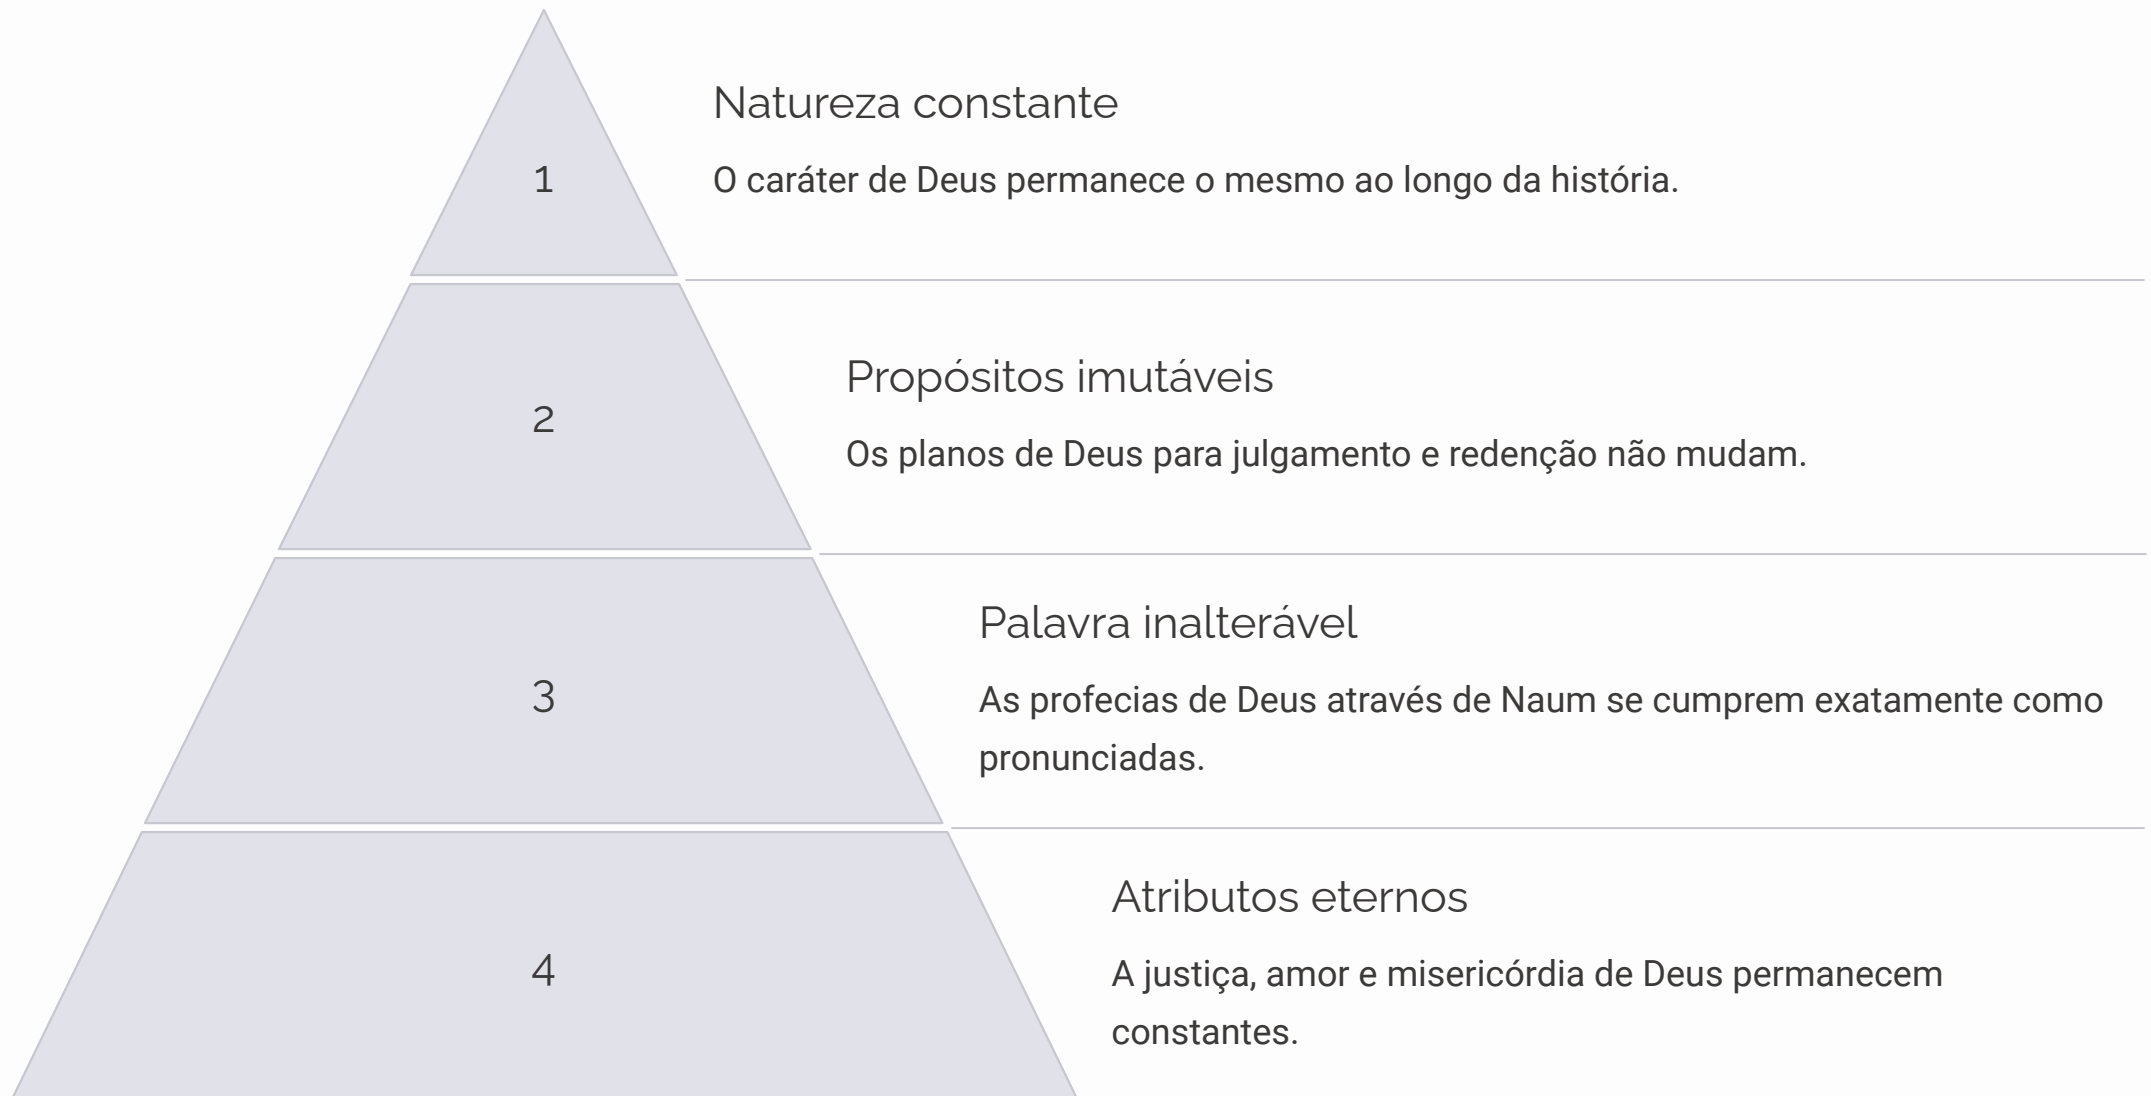 Natureza constante
1
O caráter de Deus permanece o mesmo ao longo da história.
Propósitos imutáveis
2
Os planos de Deus para julgamento e redenção não mudam.
Palavra inalterável
3
As profecias de Deus através de Naum se cumprem exatamente como
pronunciadas.
Atributos eternos
4
A justiça, amor e misericórdia de Deus permanecem
constantes.